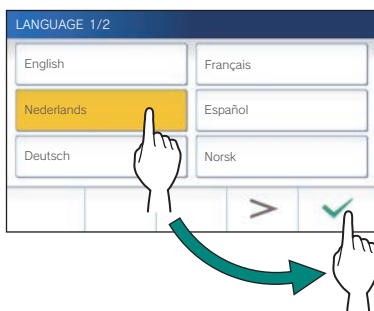 LANGUAGE 1/2
English
Français
Nederlands
Español
Deutsch
Norsk
>